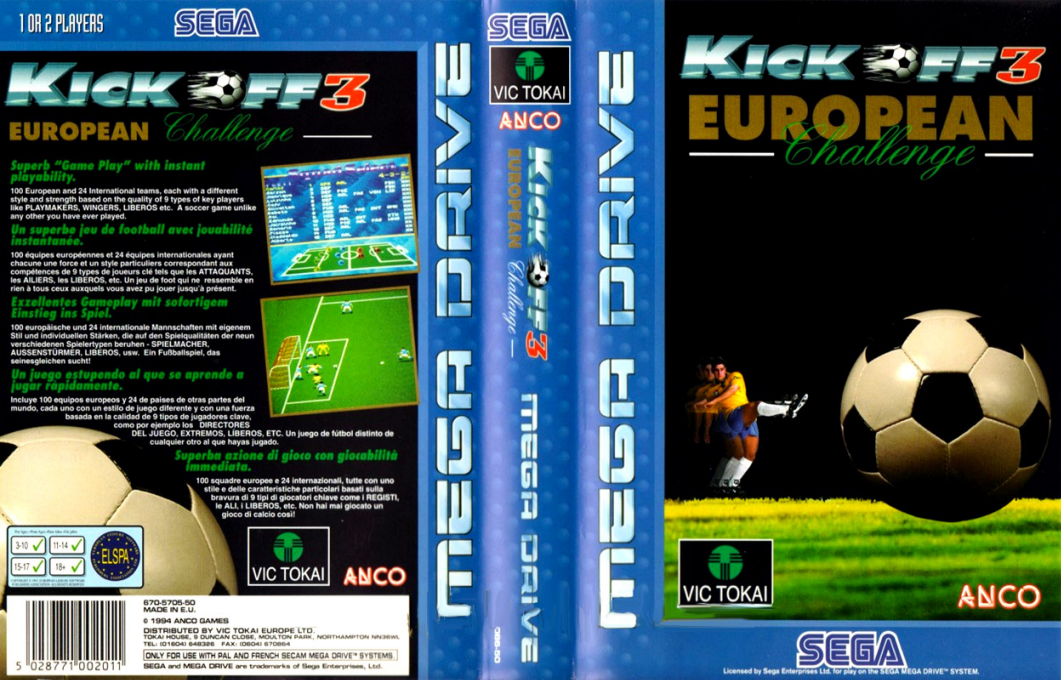 1 OR 2 PLAYERS
SEGA
KICK OFF 3
EUROPEAN Challenge
Superb "Game Play" with instant
playability.
100 European and 24 International teams, each with a different
style and strength based on the quality of 9 types of key players
like PLAYMAKERS, WINGERS, LIBEROS etc. A soccer game unlike
any other you have ever played.
Un superbe jeu de football avec jouabilité
instantanée.
100 équipes européennes et 24 équipes internationales ayant
chacune une force et un style particuliers correspondant aux
compétences de 9 types de joueurs clé tels que les ATTAQUANTS,
les AILIERS, les LIBEROS, etc. Un jeu de foot qui ne ressemble en
rien à tous ceux auxquels vous avez pu jouer jusqu'à présent.
Exzellentes Gameplay mit sofortigem
Einstieg ins Spiel.
100 europäische und 24 internationale Mannschaften mit eigenem
Stil und individuellen Stärken, die auf den Spielqualitäten der neun
verschiedenen Spielertypen beruhen - SPIELMACHER,
AUSSENSTÜRMER, LIBEROS, usw. Ein Fußballspiel, das
seinesgleichen sucht!
Un juego estupendo al que se aprende a
jugar rápidamente.
Incluye 100 equipos europeos y 24 de países de otras partes del
mundo, cada uno con un estilo de juego diferente y con una fuerza
basada en la calidad de 9 tipos de jugadores clave,
como por ejemplo los DIRECTORES
DEL JUEGO, EXTREMOS, LÍBEROS, ETC. Un juego de fútbol distinto de
cualquier otro al que hayas jugado.
Superba azione di gioco con giocabilità
immediata.
100 squadre europee e 24 internazionali, tutte con uno
stile e delle caratteristiche particolari basati sulla
bravura di 9 tipi di giocatori chiave come i REGISTI,
le ALI, i LIBEROS, etc. Non hai mai giocato un
gioco di calcio così!
3-10
11-14
15-17
18+
ELSPA
VIC TOKAI
ANCO
5 028771 002011
670-5705-50
MADE IN E.U.
© 1994 ANCO GAMES
DISTRIBUTED BY VIC TOKAI EUROPE LTD.
TOKAI HOUSE, 9 DUNCAN CLOSE, MOULTON PARK, NORTHAMPTON NN36WL
TEL: (01604) 648326 FAX: (0604) 670864
ONLY FOR USE WITH PAL AND FRENCH SECAM MEGA DRIVE™ SYSTEMS.
SEGA and MEGA DRIVE are trademarks of Sega Enterprises, Ltd.
MEGA DRIVE
SEGA
VIC TOKAI
ANCO
KICK OFF 3
EUROPEAN
Challenge
MEGA DRIVE
MEGA DRIVE
KICK OFF 3
EUROPEAN
Challenge
VIC TOKAI
ANCO
SEGA
Licensed by Sega Enterprises Ltd. for play on the SEGA MEGA DRIVE™ SYSTEM.